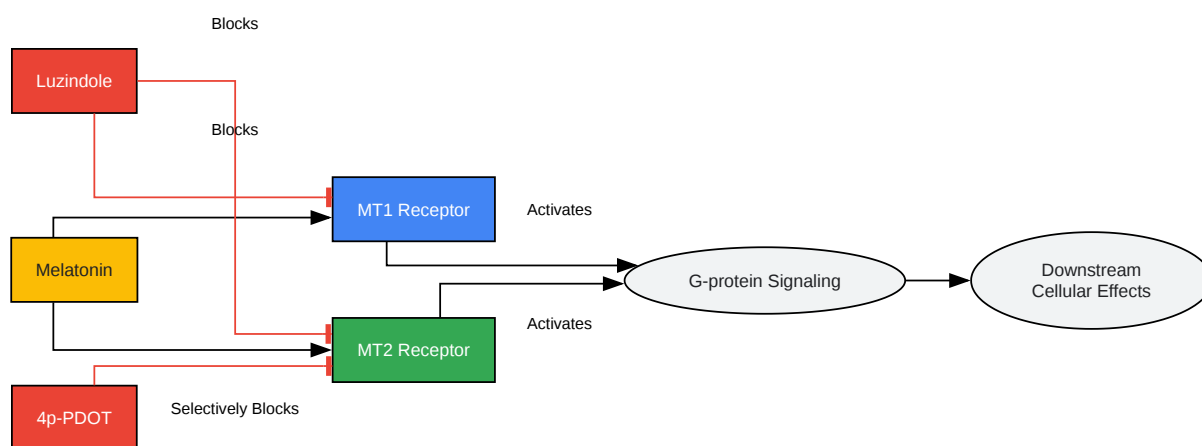 Blocks
Luzindole
Blocks
MT1 Receptor
Activates
Melatonin
G-protein Signaling
Downstream
Cellular Effects
Activates
MT2 Receptor
Selectively Blocks
4p-PDOT